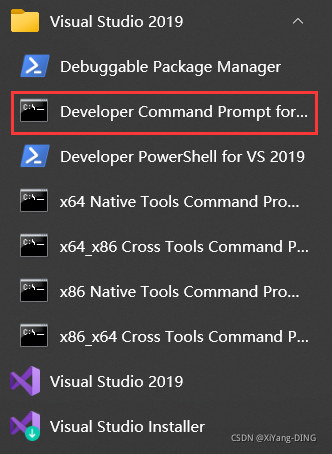 Visual Studio 2019
Debuggable Package Manager
Developer Command Prompt for...
Developer PowerShell for VS 2019
x64 Native Tools Command Pro...
x64_x86 Cross Tools Command P...
x86 Native Tools Command Pro...
x86_x64 Cross Tools Command P...
Visual Studio 2019
Visual Studio Installer
CSDN @XiYang-DING